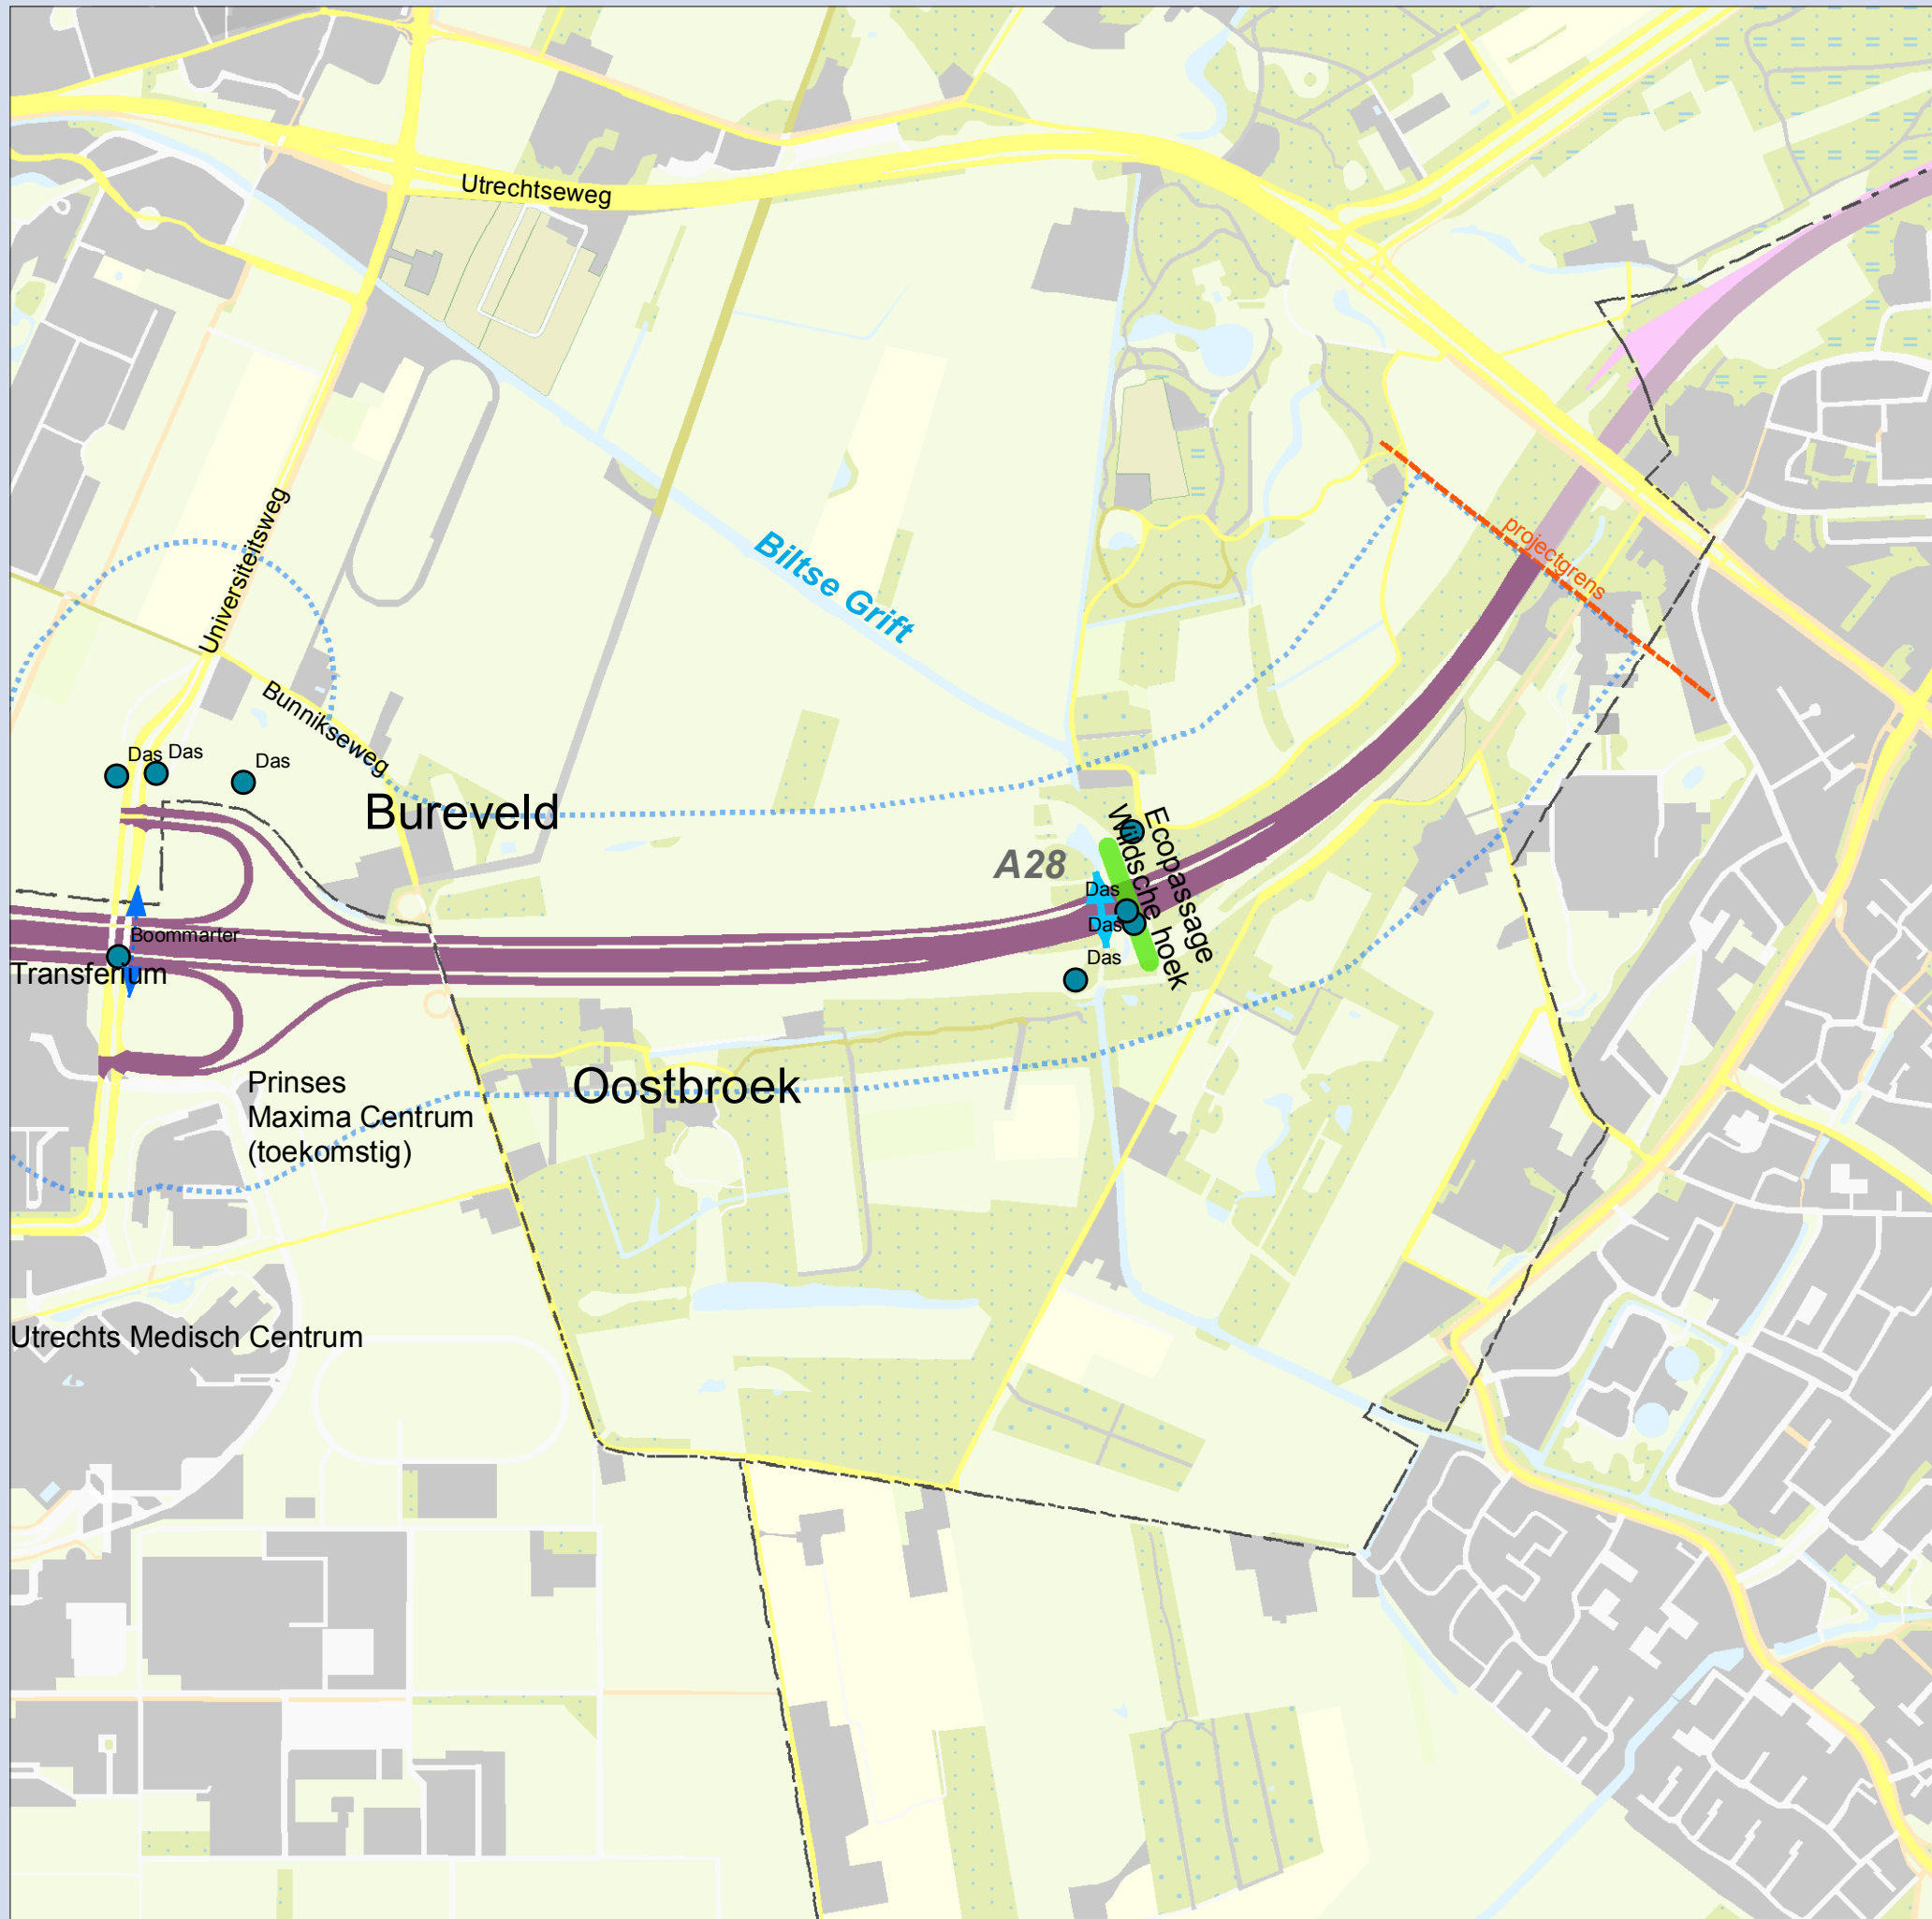 Utrechtseweg
Universiteitsweg
Biltse Grift
projectgrens
Bunnikseweg
Das
Das
Das
Bureveld
A28
Ecopassage
Wildsche hoek
Das
Das
Das
Boommarter
Transferium
Prinses
Maxima Centrum
(toekomstig)
Oostbroek
Utrechts Medisch Centrum